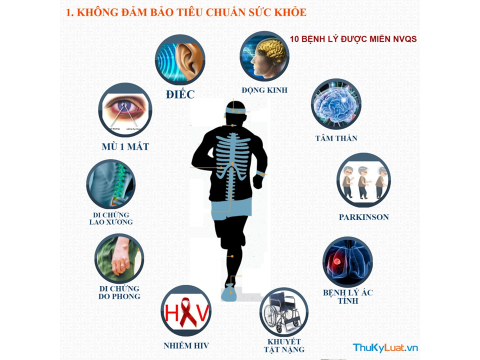 1. KHÔNG ĐẢM BẢO TIÊU CHUẨN SỨC KHỎE
10 BỆNH LÝ ĐƯỢC MIỄN NVQS
ĐIẾC
ĐỘNG KINH
MÙ 1 MẮT
TÂM THẦN
DI CHỨNG
LAO XƯƠNG
PARKINSON
DI CHỨNG
DO PHONG
BỆNH LÝ ÁC
TÍNH
HIV
NHIỄM HIV
KHUYẾT
TẬT NẶNG
ThuKyLuat.vn